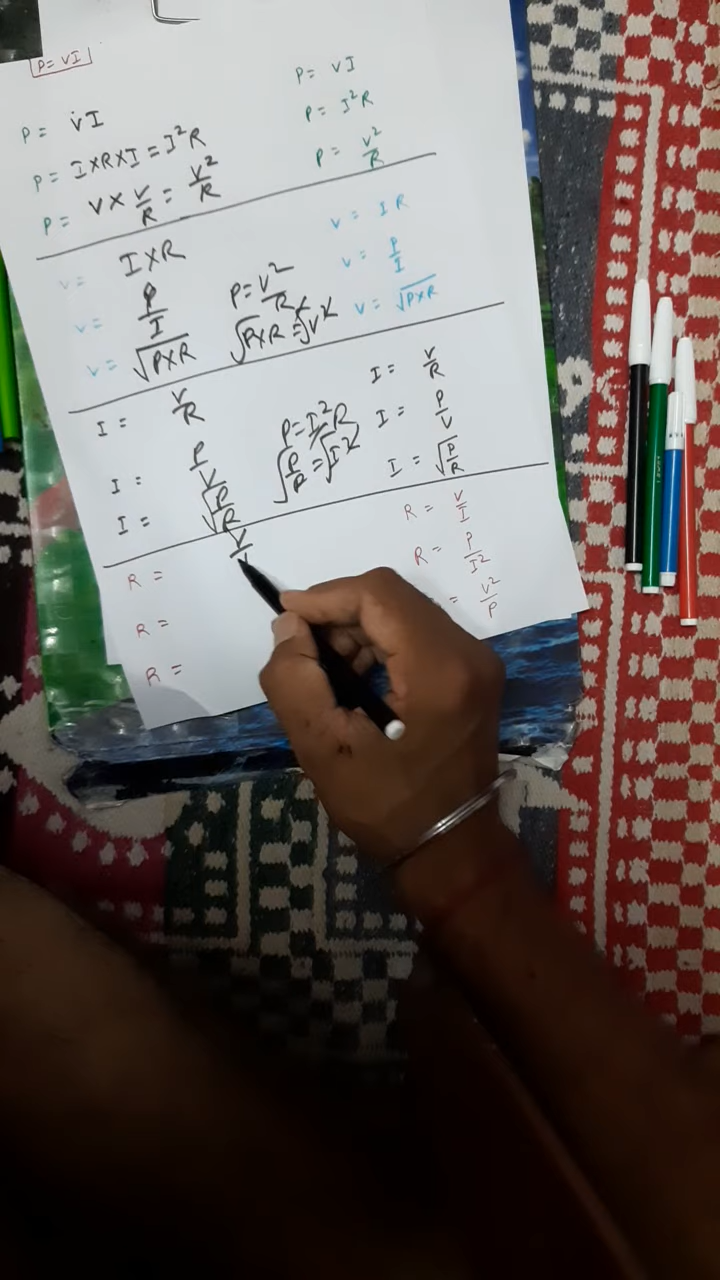 P = VI
P = VI
P = I×R×I = I²R
P = V × V/R = V²/R
P = VI
P = I²R
P = V²/R
V = I×R
V = P/I
V = √P×R
P = V²/R
√P×R = √V²
V = IR
V = P/I
V = √P×R
I = V/R
I = P/V
I = √P/R
P = I²R
√P/R = √I²
I = V/R
I = P/V
I = √P/R
R = V
R =
R =
R = V/I
R = P/I²
= V²/P